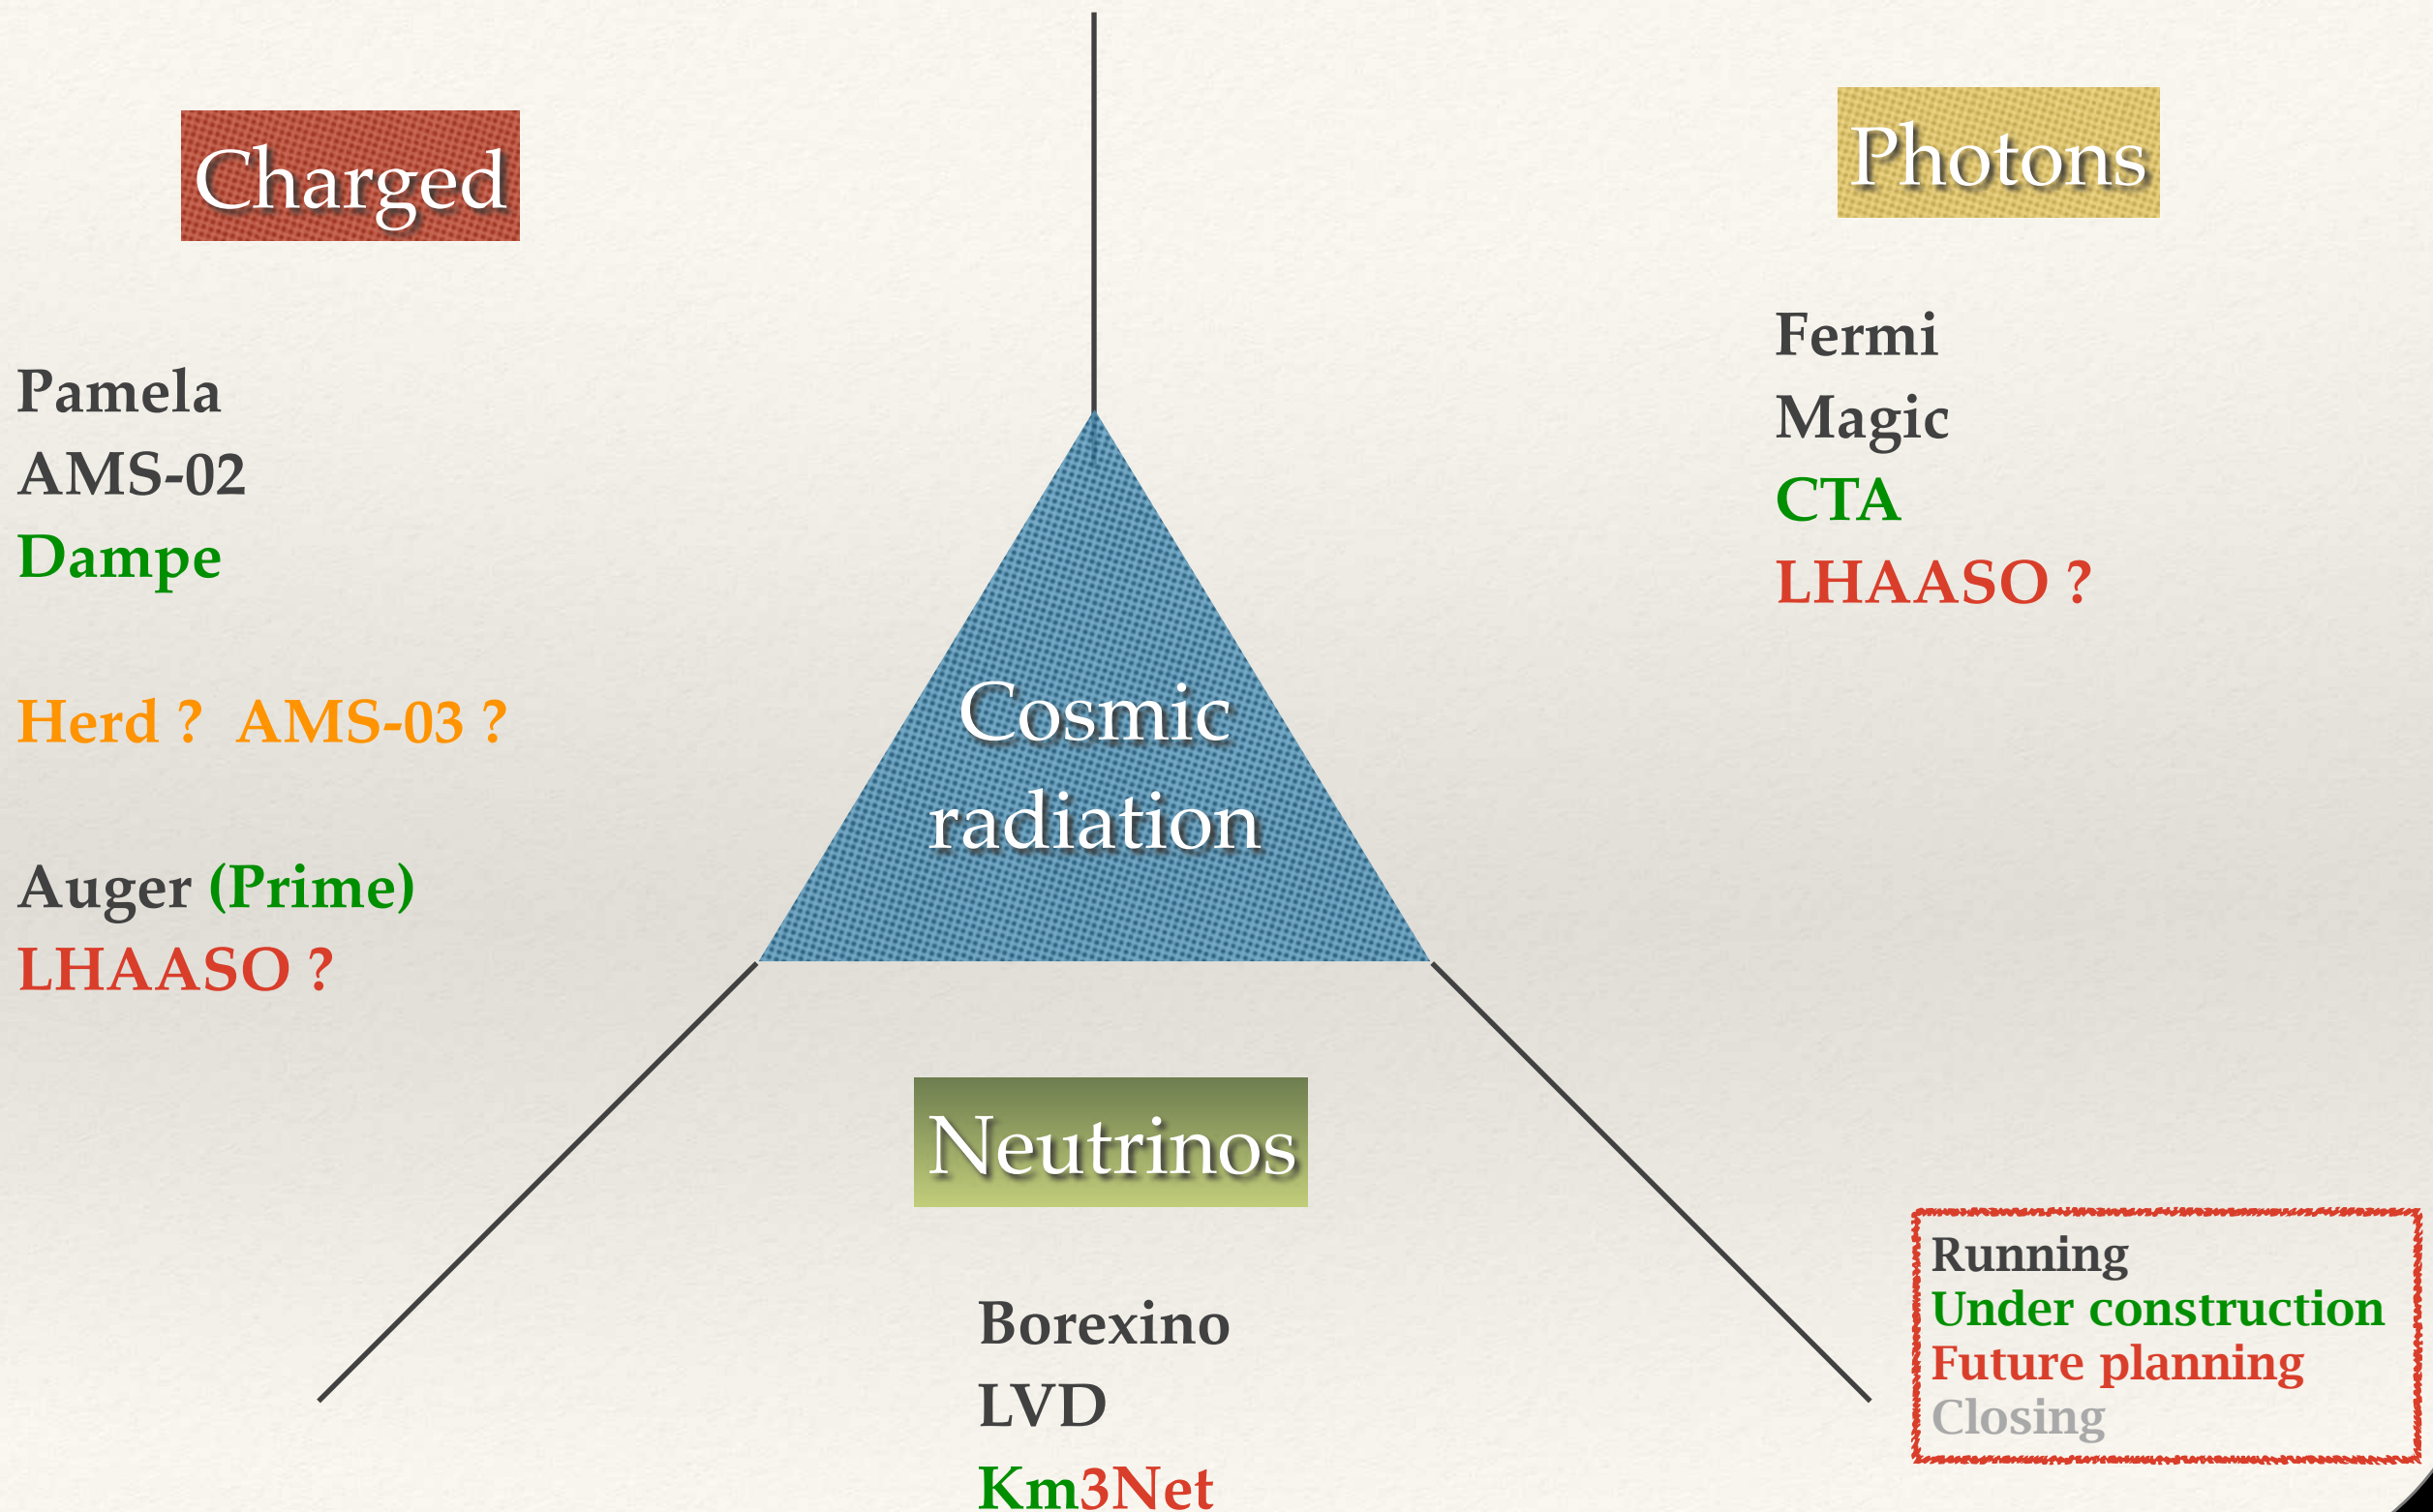 Charged
Pamela
AMS-02
Dampe
Herd ? AMS-03 ?
Auger (Prime)
LHAASO ?
Photons
Fermi
Magic
CTA
LHAASO ?
Cosmic
radiation
Neutrinos
Borexino
LVD
Km3Net
Running
Under construction
Future planning
Closing